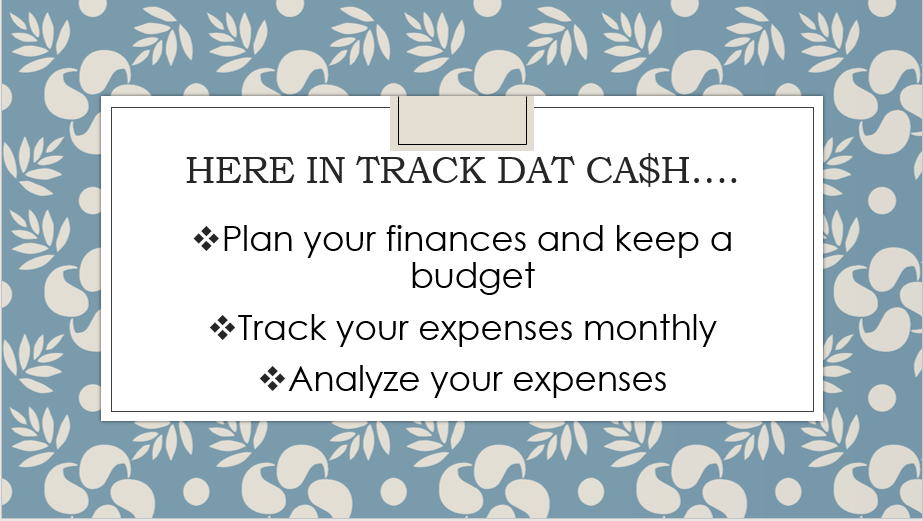 HERE IN TRACK DAT CA$H....
❖Plan your finances and keep a
budget
❖Track your expenses monthly
❖Analyze your expenses